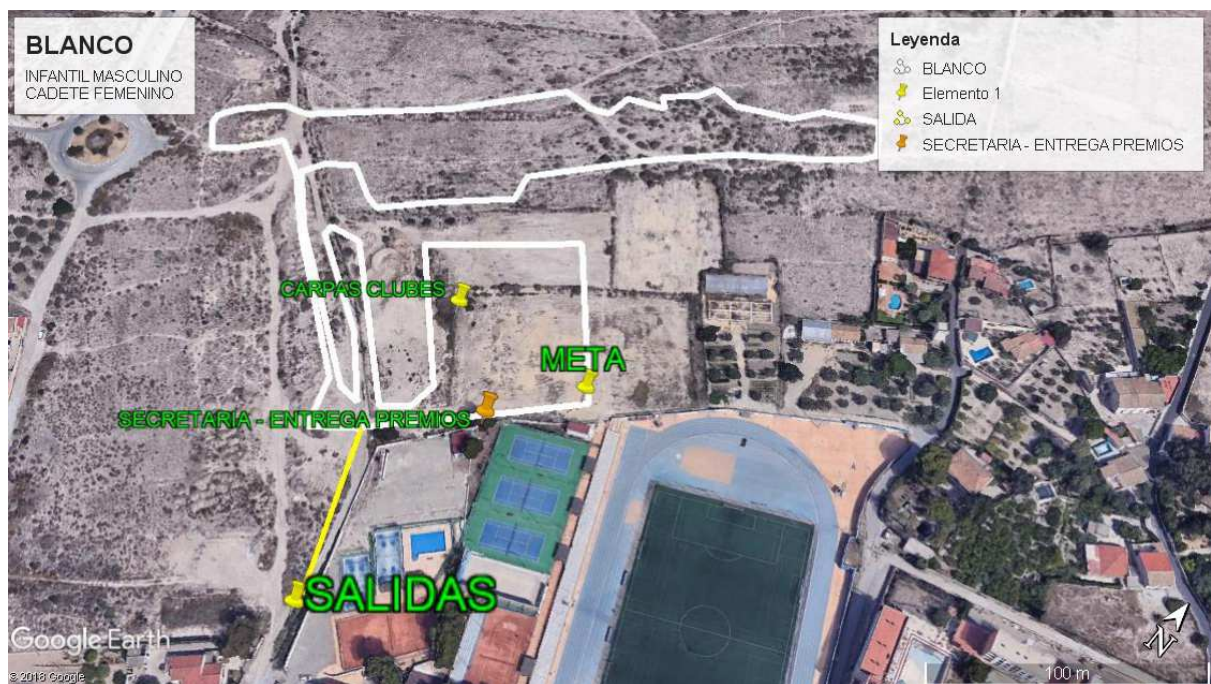 BLANCO
INFANTIL MASCULINO
CADETE FEMENINO
Leyenda
BLANCO
Elemento 1
SALIDA
SECRETARIA - ENTREGA PREMIOS
CARPAS CLUBES
META
SECRETARIA - ENTREGA PREMIOS
SALIDAS
Google Earth
© 2018 Google
N
100 m